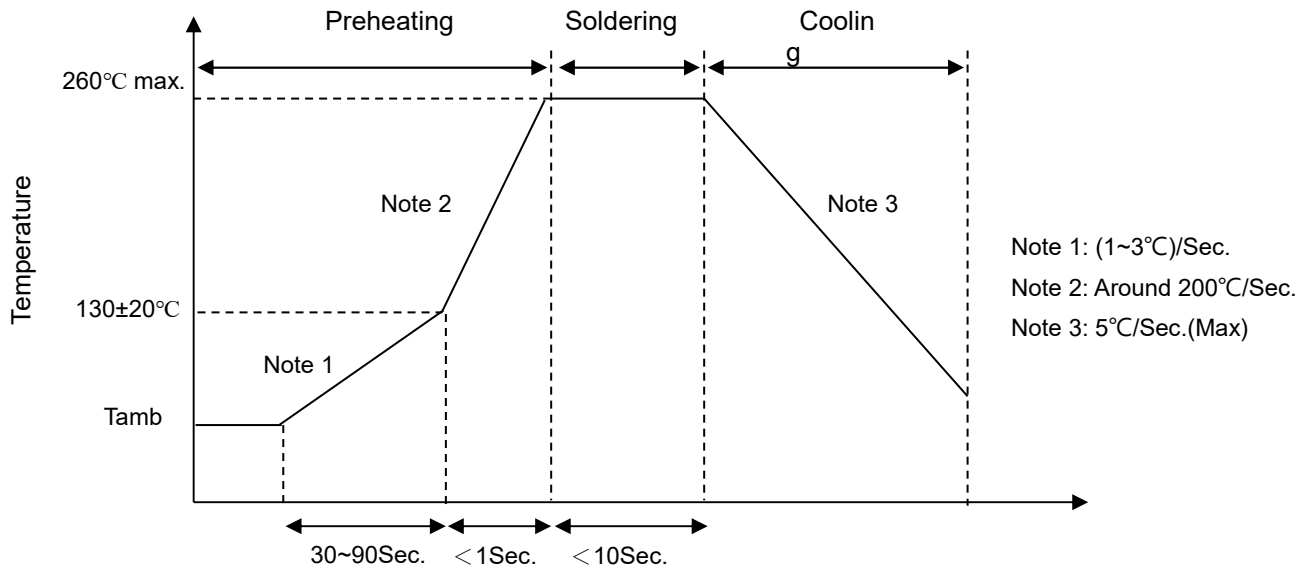 Preheating
Soldering
Coolin
g
260℃ max.
Temperature
Note 2
Note 3
130±20℃
Note 1
Tamb
Note 1: (1~3℃)/Sec.
Note 2: Around 200℃/Sec.
Note 3: 5℃/Sec.(Max)
30~90Sec.
＜1Sec.
＜10Sec.